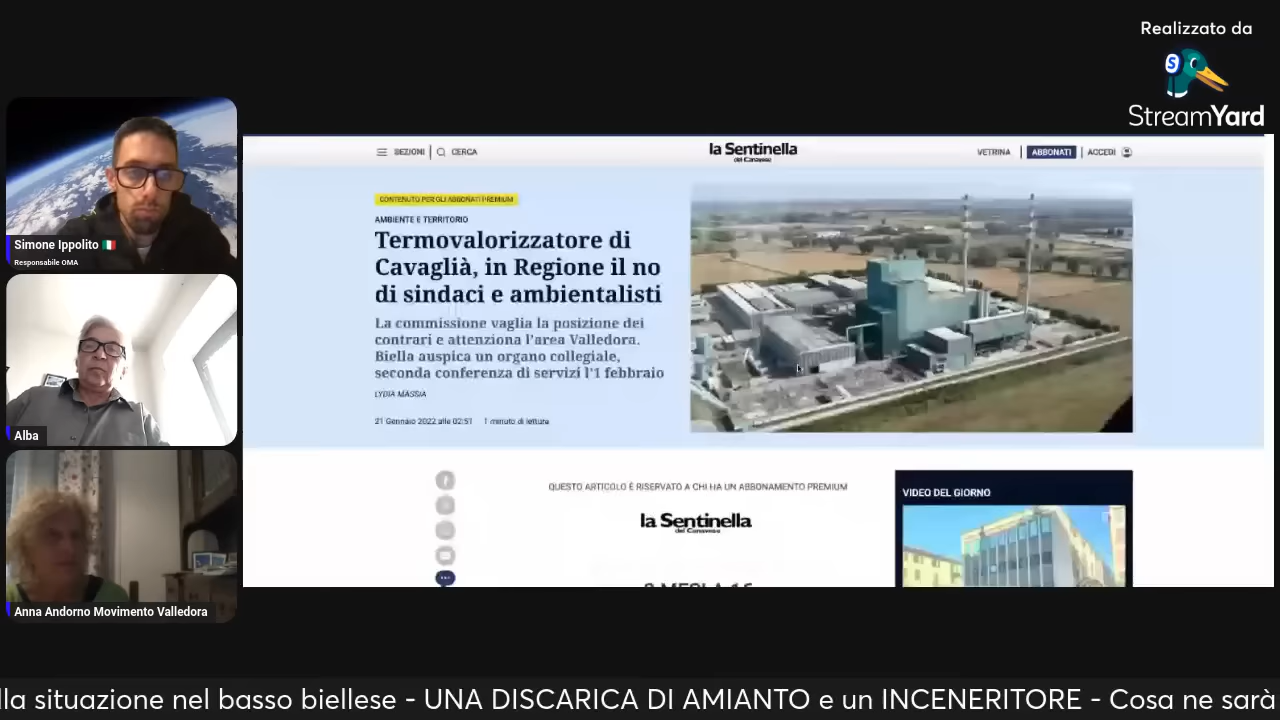 Realizzato da
S
StreamYard
Simone Ippolito
Responsabile OMA
Alba
Anna Andorno Movimento Valledora
SEZIONI
CERCA
la Sentinella
del Canavese
VETRINA
ABBONATI
ACCEDI
CONTENUTO PER GLI ABBONATI PREMIUM
AMBIENTE E TERRITORIO
Termovalorizzatore di
Cavaglià, in Regione il no
di sindaci e ambientalisti
La commissione vaglia la posizione dei
contrari e attenziona l'area Valledora.
Biella auspica un organo collegiale,
seconda conferenza di servizi l'1 febbraio
LYDIA MASSIA
21 Gennaio 2022 alle 02:51
1 minuto di lettura
QUESTO ARTICOLO È RISERVATO A CHI HA UN ABBONAMENTO PREMIUM
la Sentinella
del Canavese
VIDEO DEL GIORNO
lla situazione nel basso biellese - UNA DISCARICA DI AMIANTO e un INCENERITORE - Cosa ne sarà